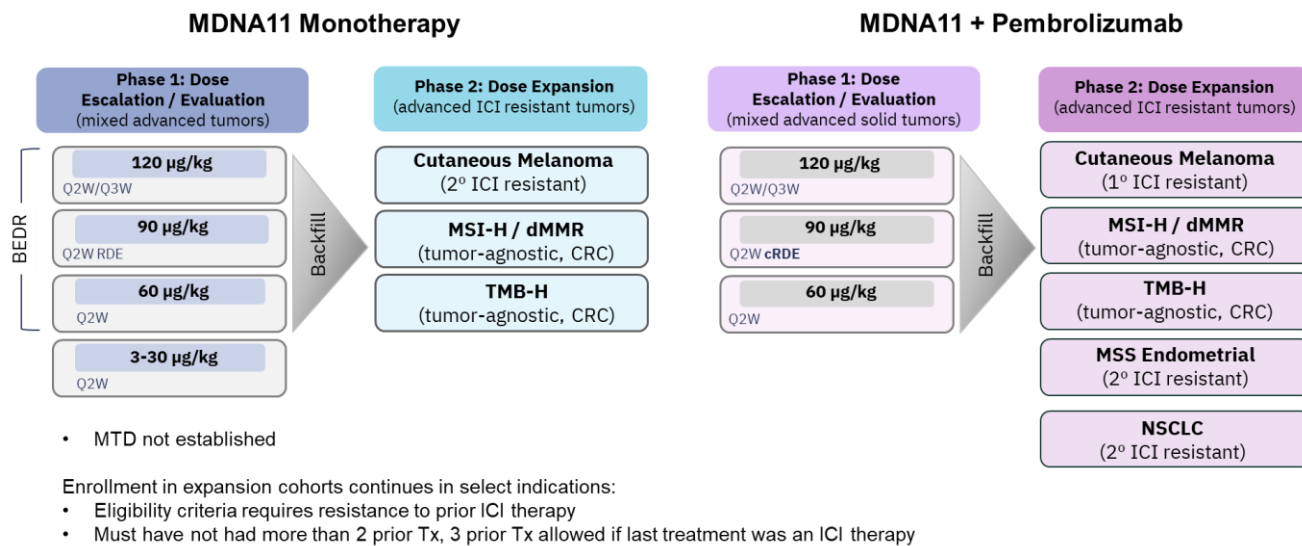 MDNA11 Monotherapy
Phase 1: Dose
Escalation / Evaluation
(mixed advanced tumors)
BEDR
120 µg/kg
Q2W/Q3W
90 µg/kg
Q2W RDE
60 µg/kg
Q2W
3-30 µg/kg
Q2W
Backfill
Phase 2: Dose Expansion
(advanced ICI resistant tumors)
Cutaneous Melanoma
(2º ICI resistant)
MSI-H / dMMR
(tumor-agnostic, CRC)
TMB-H
(tumor-agnostic, CRC)
MDNA11 + Pembrolizumab
Phase 1: Dose
Escalation / Evaluation
(mixed advanced solid tumors)
120 µg/kg
Q2W/Q3W
90 µg/kg
Q2W cRDE
60 µg/kg
Q2W
Backfill
Phase 2: Dose Expansion
(advanced ICI resistant tumors)
Cutaneous Melanoma
(1º ICI resistant)
MSI-H / dMMR
(tumor-agnostic, CRC)
TMB-H
(tumor-agnostic, CRC)
MSS Endometrial
(2º ICI resistant)
NSCLC
(2º ICI resistant)
• MTD not established
Enrollment in expansion cohorts continues in select indications:
• Eligibility criteria requires resistance to prior ICI therapy
• Must have not had more than 2 prior Tx, 3 prior Tx allowed if last treatment was an ICI therapy